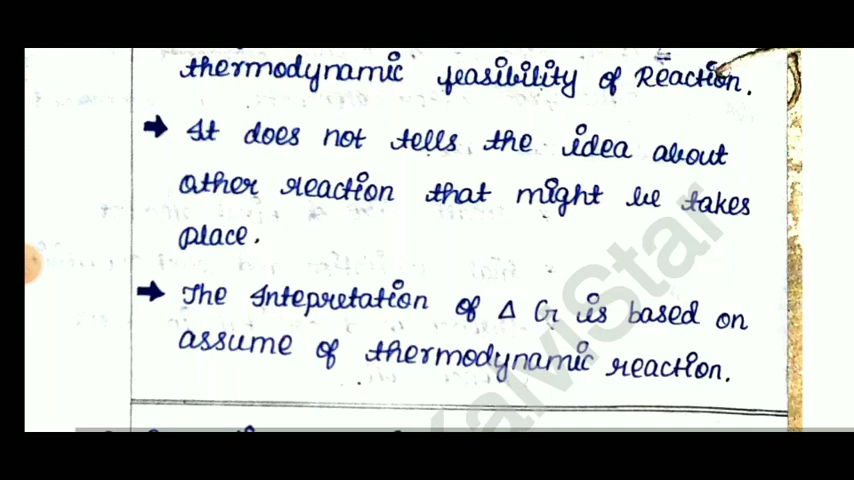 thermodynamic feasibility of Reaction.
➡ It does not tells the idea about
other reaction that might be takes
place.
➡ The Intepretation of Δ G is based on
assume of thermodynamic reaction.
KalviStar